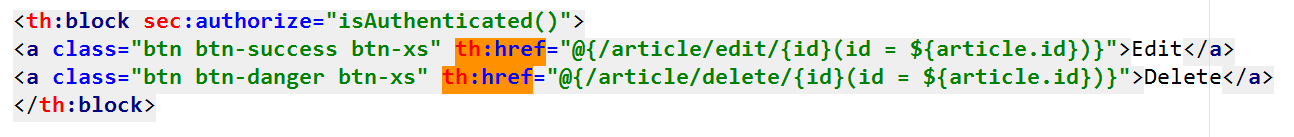 <th:block sec:authorize="isAuthenticated()">
<a class="btn btn-success btn-xs" th:href="@{/article/edit/{id}(id = ${article.id})}">Edit</a>
<a class="btn btn-danger btn-xs" th:href="@{/article/delete/{id}(id = ${article.id})}">Delete</a>
</th:block>